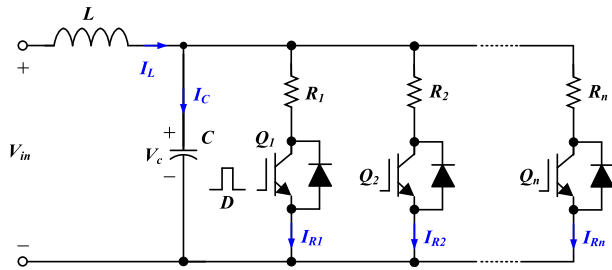 L
+
I_L
I_C
R_1
R_2
R_n
V_in
+
V_c
C
−
Q_1
Q_2
Q_n
D
−
I_R1
I_R2
I_Rn